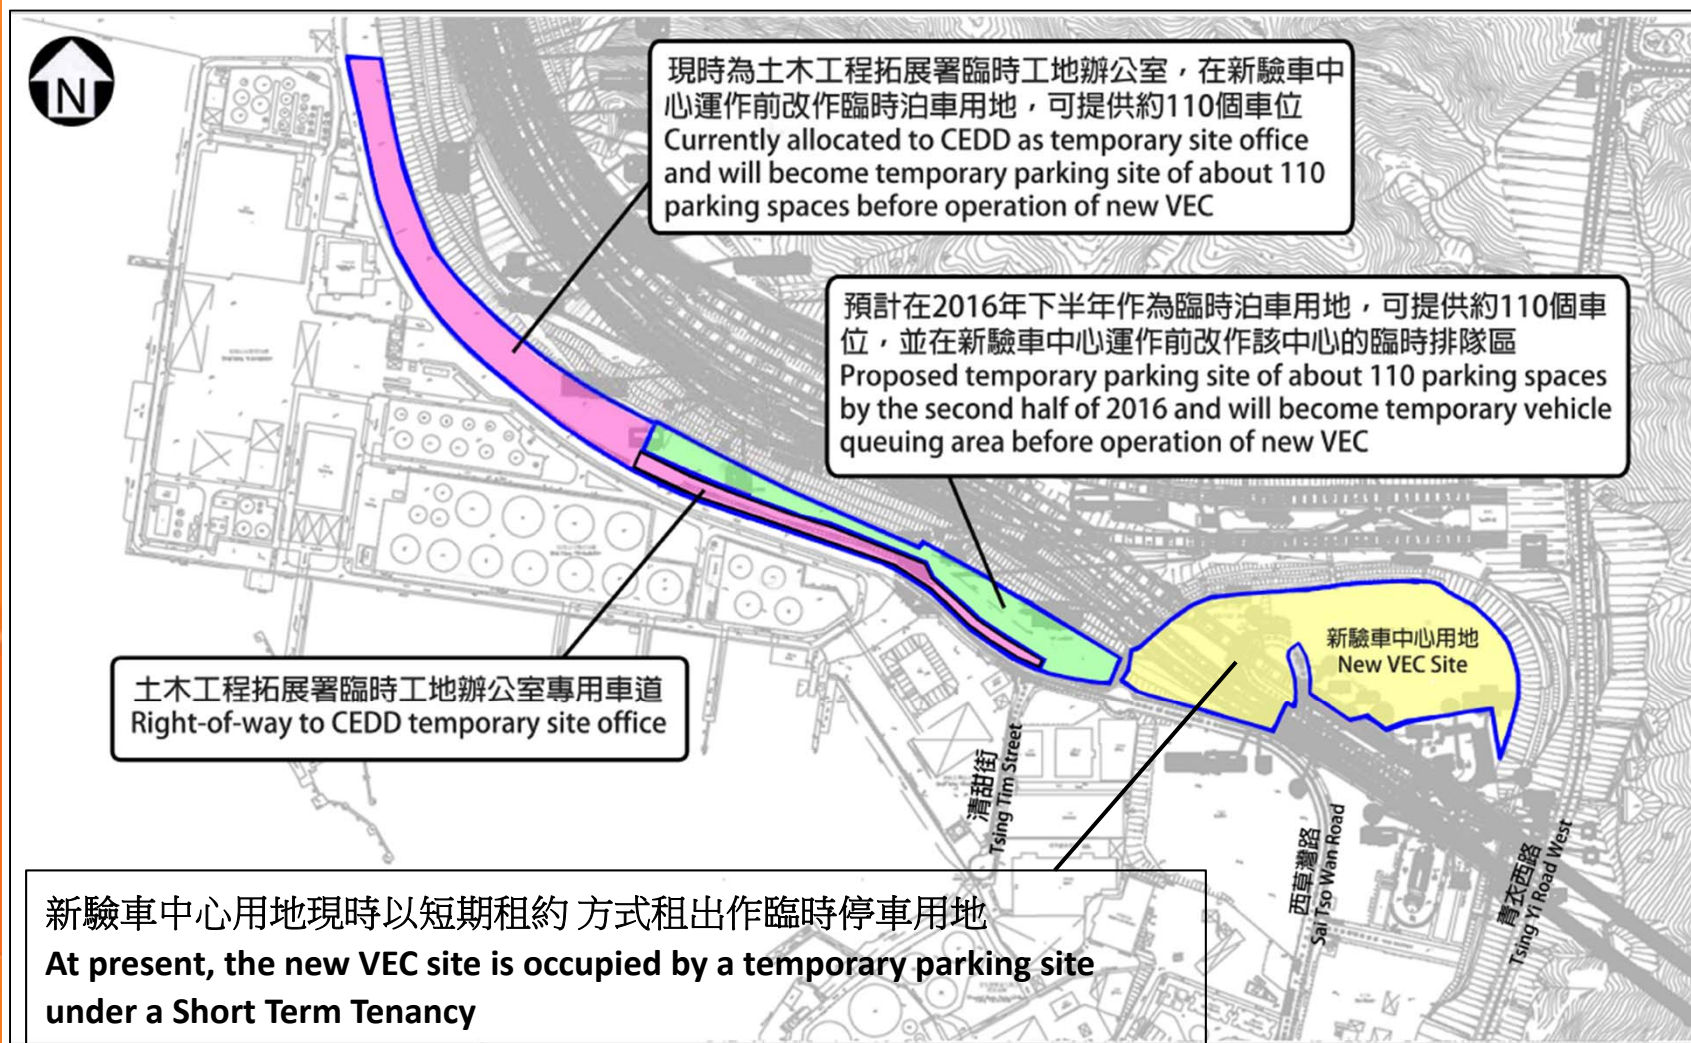 N
現時為土木工程拓展署臨時工地辦公室，在新驗車中
心運作前改作臨時泊車用地，可提供約110個車位
Currently allocated to CEDD as temporary site office
and will become temporary parking site of about 110
parking spaces before operation of new VEC
預計在2016年下半年作為臨時泊車用地，可提供約110個車
位，並在新驗車中心運作前改作該中心的臨時排隊區
Proposed temporary parking site of about 110 parking spaces
by the second half of 2016 and will become temporary vehicle
queuing area before operation of new VEC
新驗車中心用地
New VEC Site
土木工程拓展署臨時工地辦公室專用車道
Right-of-way to CEDD temporary site office
清甜街
Tsing Tim Street
西草灣路
Sai Tso Wan Road
青衣西路
Tsing Yi Road West
新驗車中心用地現時以短期租約 方式租出作臨時停車用地
At present, the new VEC site is occupied by a temporary parking site
under a Short Term Tenancy